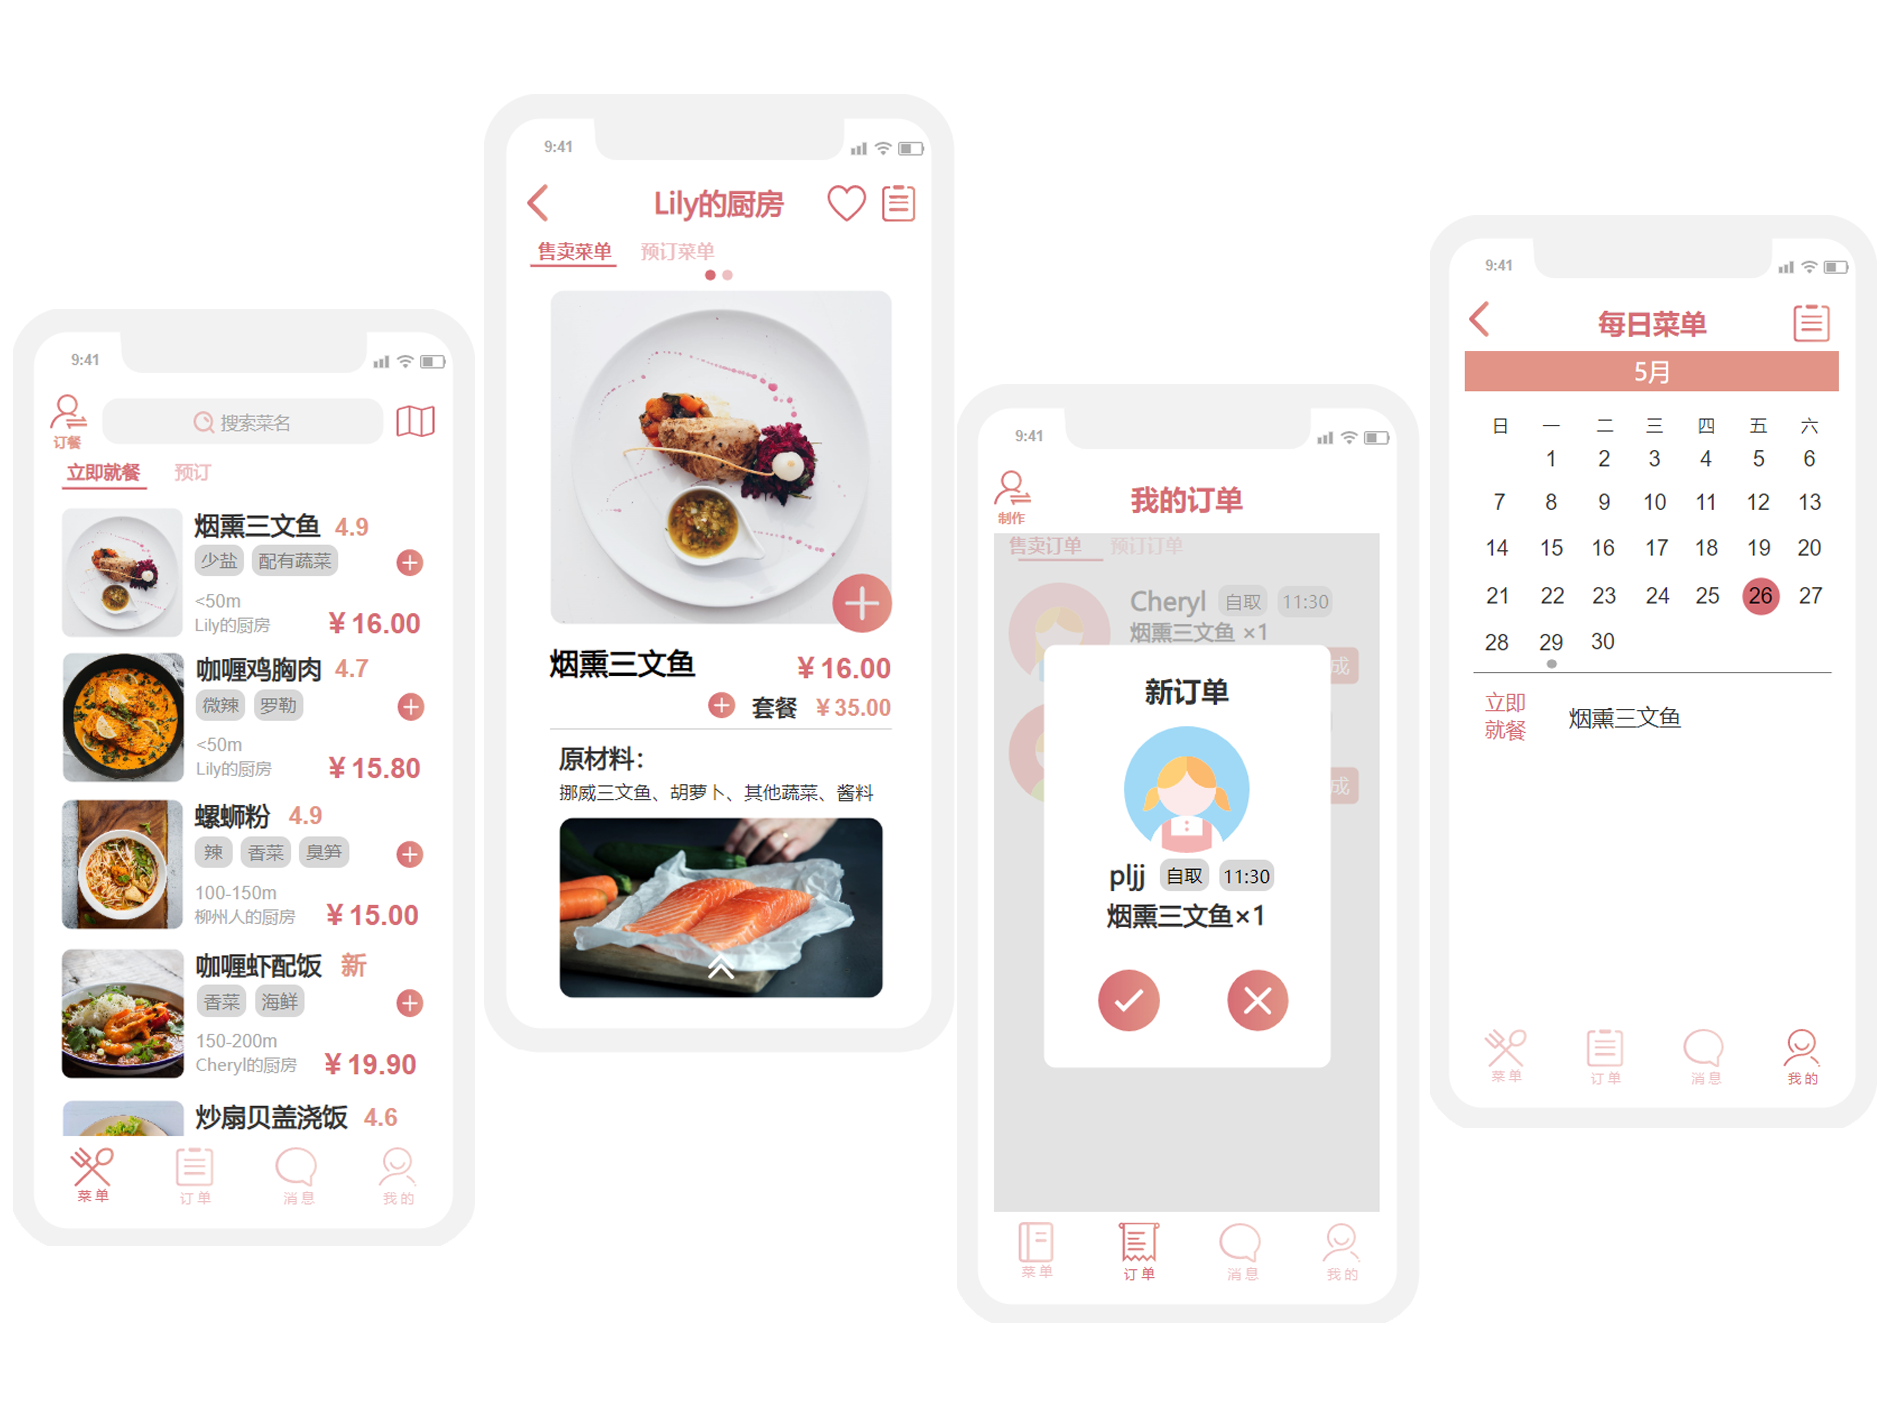 9:41
订餐
搜索菜名
立即就餐 预订
烟熏三文鱼 4.9
少盐 配有蔬菜
<50m
Lily的厨房 ¥16.00
咖喱鸡胸肉 4.7
微辣 罗勒
<50m
Lily的厨房 ¥15.80
螺蛳粉 4.9
辣 香菜 臭笋
100-150m
柳州人的厨房 ¥15.00
咖喱虾配饭 新
香菜 海鲜
150-200m
Cheryl的厨房 ¥19.90
炒扇贝盖浇饭 4.6
菜单 订单 消息 我的
9:41
Lily的厨房
售卖菜单 预订菜单
烟熏三文鱼 ¥16.00
套餐 ¥35.00
原材料：
挪威三文鱼、胡萝卜、其他蔬菜、酱料
9:41
制作
我的订单
售卖订单 预订订单
Cheryl 自取 11:30
烟熏三文鱼 ×1
成
成
新订单
pljj 自取 11:30
烟熏三文鱼×1
菜单 订单 消息 我的
9:41
每日菜单
5月
日 一 二 三 四 五 六
1 2 3 4 5 6
7 8 9 10 11 12 13
14 15 16 17 18 19 20
21 22 23 24 25 26 27
28 29 30
立即
就餐
烟熏三文鱼
菜单 订单 消息 我的